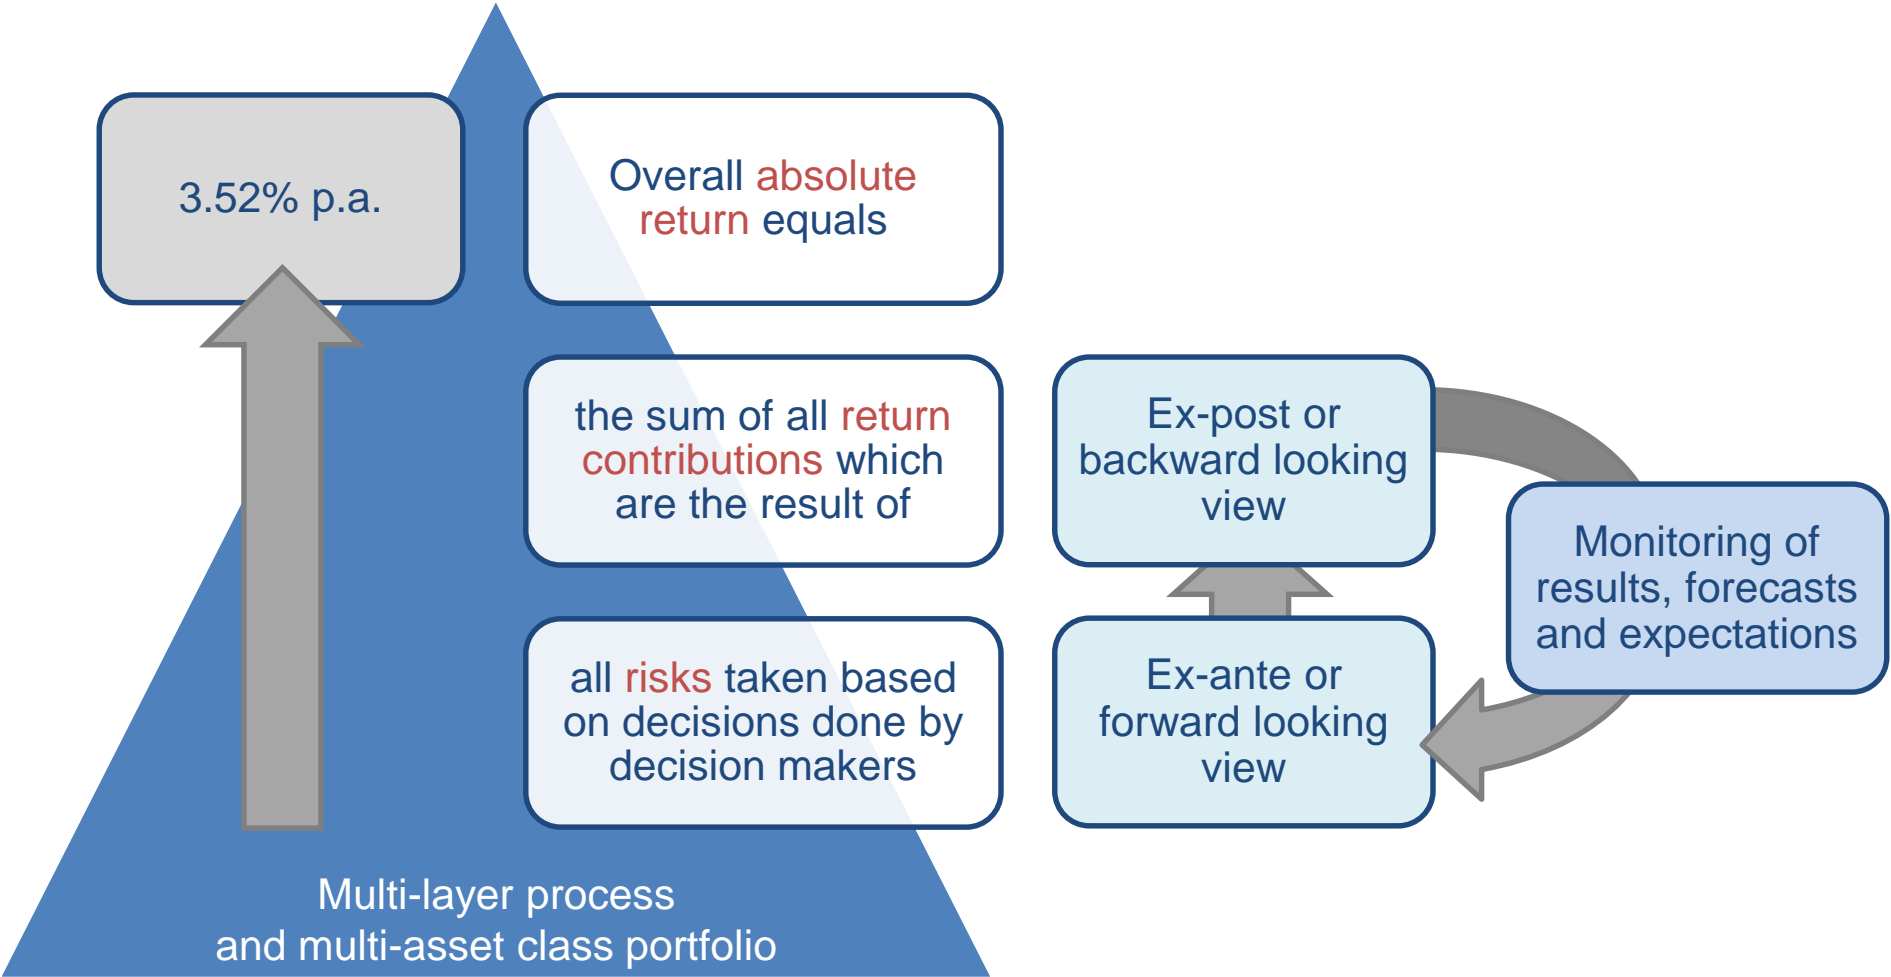 3.52% p.a.
Overall absolute
return equals
the sum of all return
contributions which
are the result of
Ex-post or
backward looking
view
Monitoring of
results, forecasts
and expectations
all risks taken based
on decisions done by
decision makers
Ex-ante or
forward looking
view
Multi-layer process
and multi-asset class portfolio